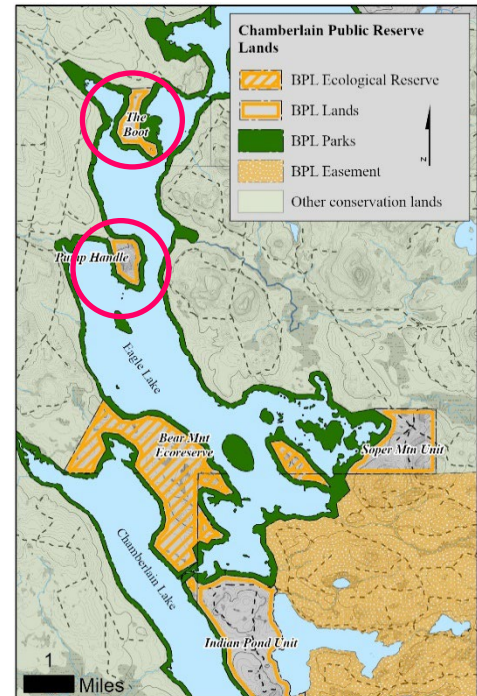 Chamberlain Public Reserve
Lands
BPL Ecological Reserve
BPL Lands
BPL Parks
BPL Easement
Other conservation lands
N
The
Boot
Pump Handle
Eagle Lake
Bear Mnt
Ecoreserve
Soper Mtn Unit
Chamberlain Lake
Indian Pond Unit
1
Miles